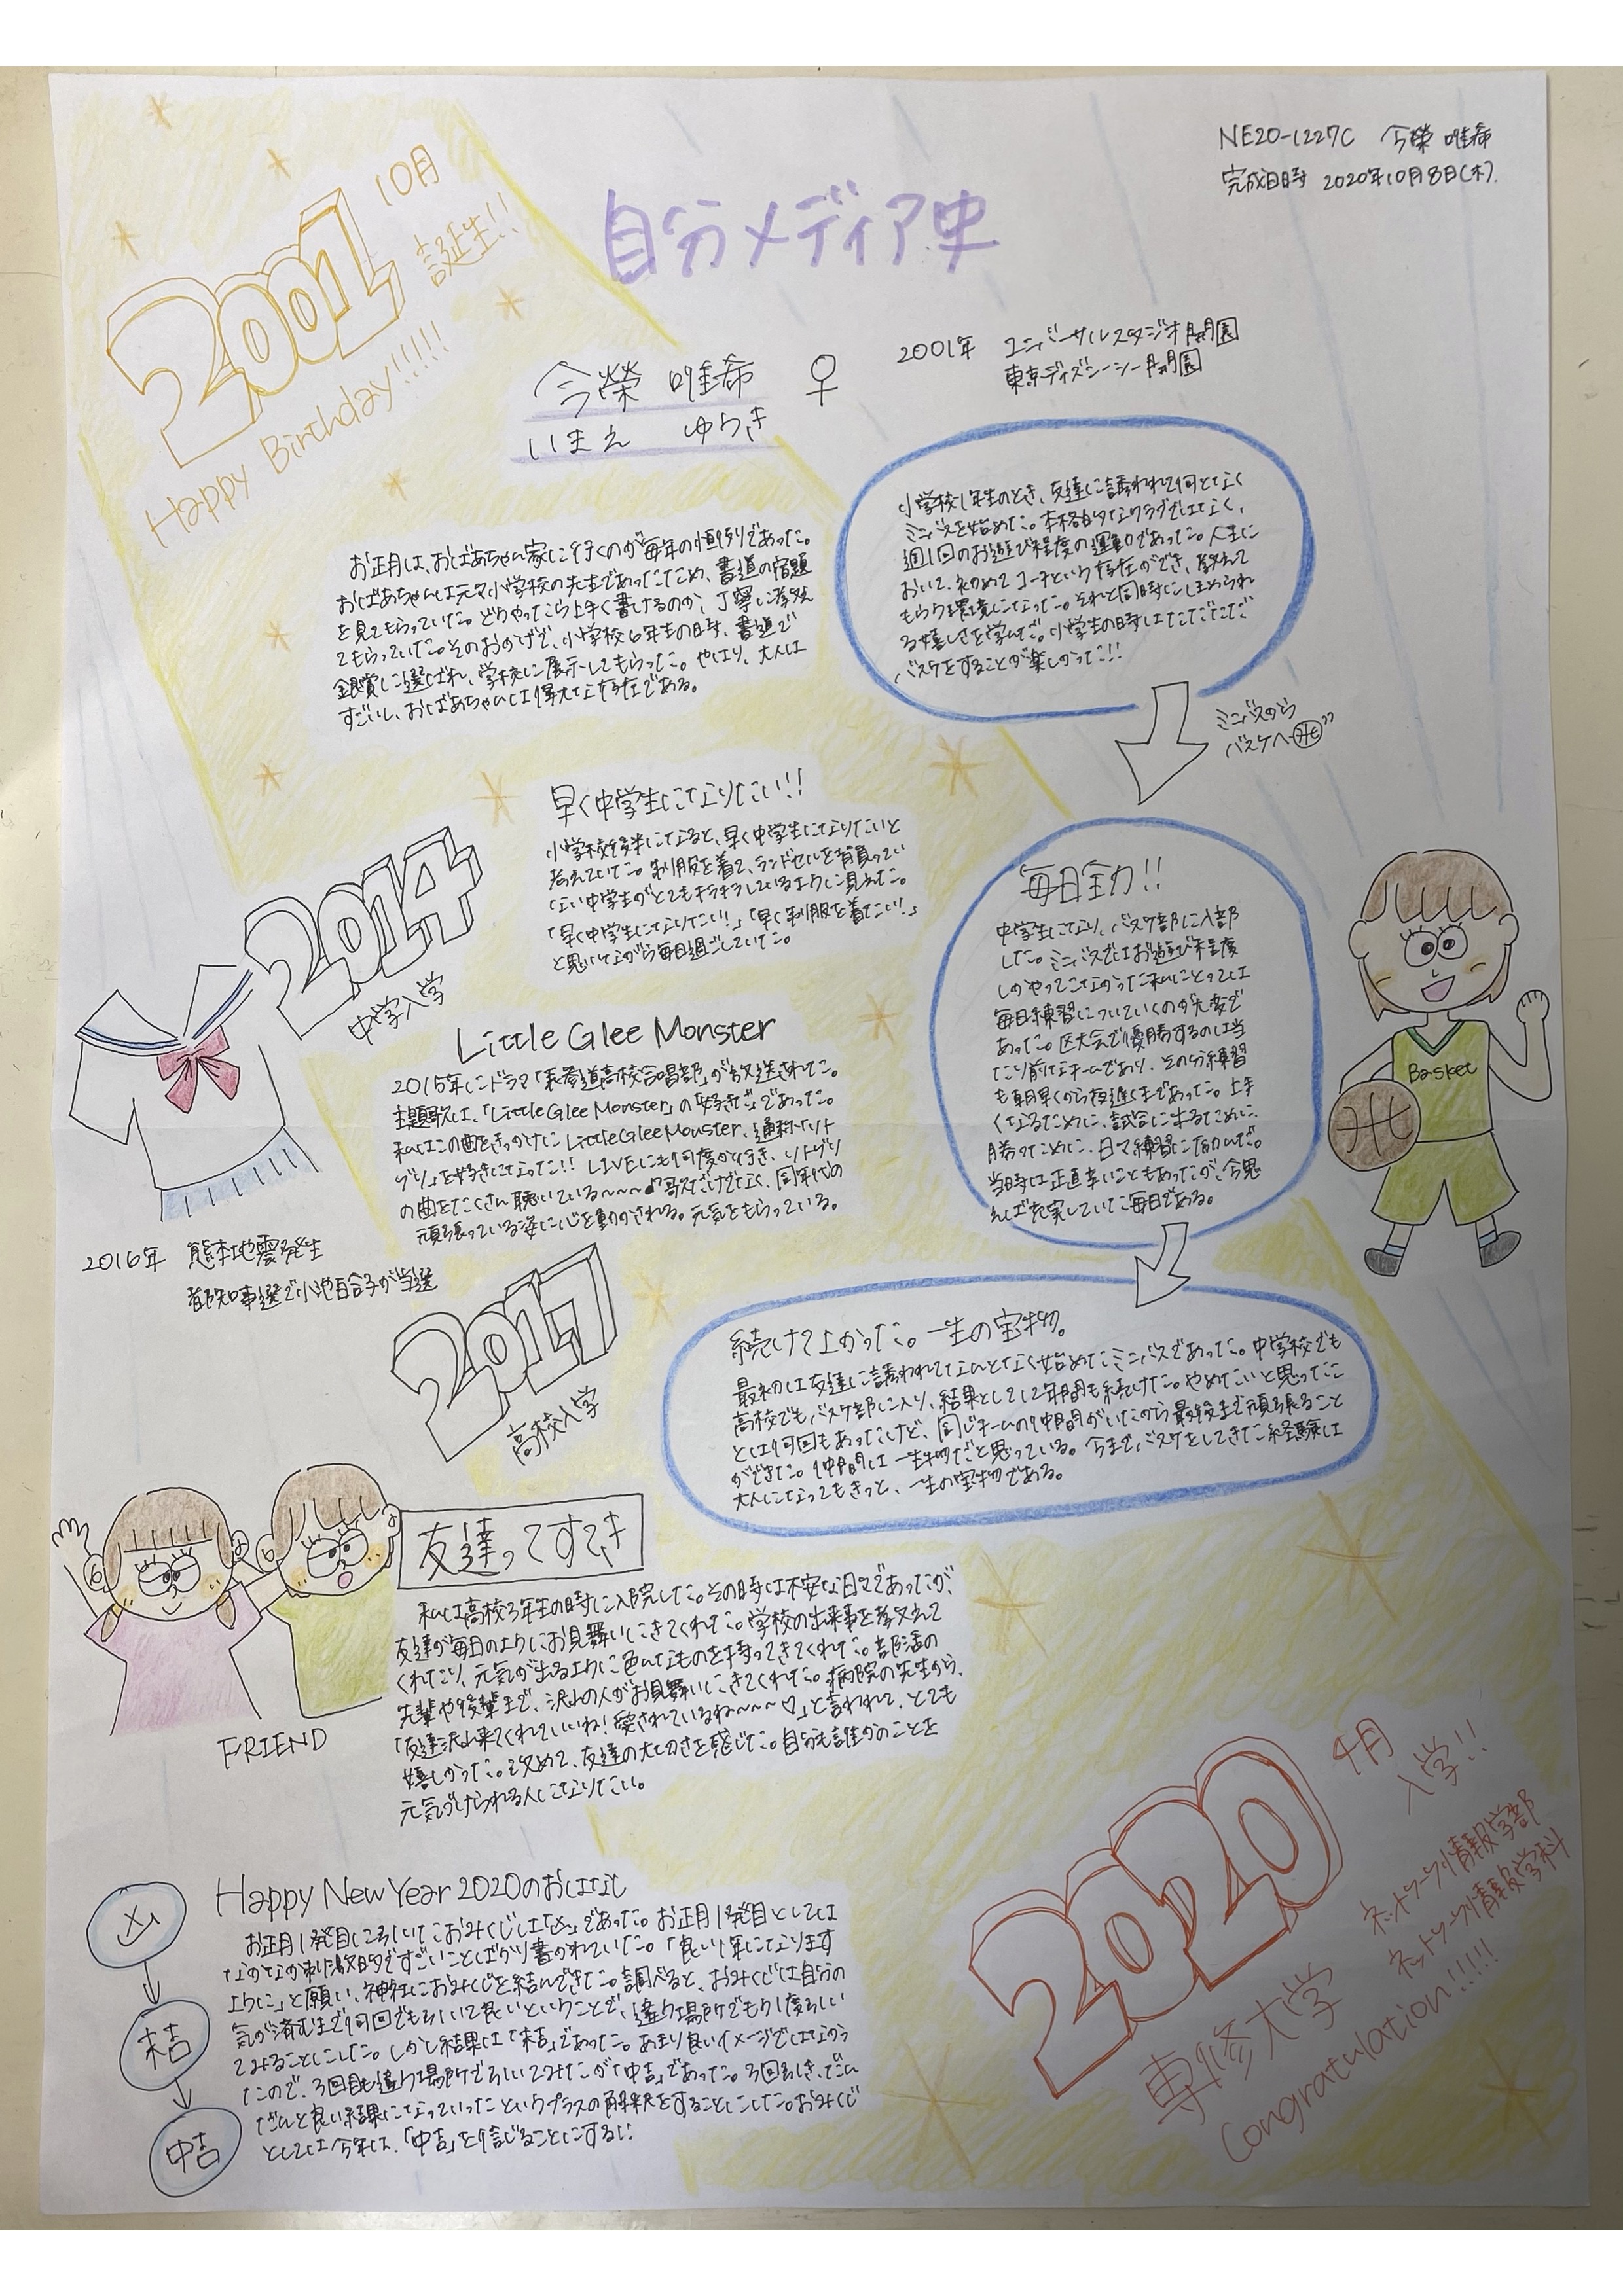 NE20-1227C 今榮 唯希
完成日時 2020年10月8日(木).
自分メディア史
2001 10月
誕生!!
Happy Birthday!!!!!
今榮 唯希 ♀
いまえ ゆうき
2001年 ユニバーサルスタジオ開園
東京ディズニーシー開園
お正月は、おばあちゃん家に行くのが毎年の恒例であった。
おばあちゃんは元々小学校の先生であったため、書道の宿題
を見てもらっていた。どうやったら上手く書けるのか、丁寧に教え
てもらっていた。そのおかげで、小学校6年生の時、書道で
銀賞に選ばれ、学校に展示してもらった。やはり、大人は
すごいし、おばあちゃんは偉大な存在である。
小学校1年生のとき、友達に誘われて何となく
ミニバスを始めた。本格的なクラブではなく、
週1回のお遊び程度の運動であった。人生に
おいて、初めてコーチという存在ができ、教えて
もらう環境になった。それと同時にほめられ
る嬉しさを学んだ。小学生の時はただただ
バスケをすることが楽しかった!!
ミニバスから
バスケへ
早く中学生になりたい!!
小学校後半になると、早く中学生になりたいと
考えていた。制服を着て、ランドセルを背負ってい
ない中学生がとてもキラキラしているように見えた。
「早く中学生になりたい!」「早く制服を着たい!」
と思いながら毎日過ごしていた。
2014
中学入学
毎日全力!!
中学生になり、バスケ部に入部
した。ミニバスではお遊び程度
しかやってこなかった私にとっては
毎日練習についていくのが大変で
あった。区大会で優勝するのは当
たり前なチームであり、その分練習
も朝早くから夜遅くまであった。上手
くなるために、試合に出るために、
勝つために、日々練習に励んだ。
当時は正直辛いこともあったが、今思
えば充実していた毎日である。
Basket
Little Glee Monster
2015年にドラマ「表参道高校合唱部」が放送された。
主題歌は、「Little Glee Monster」の「好きだ」であった。
私はこの曲をきっかけにLittle Glee Monster、通称「リト
グリ」を好きになった!! LIVEにも何度か行き、リトグリ
の曲をたくさん聴いている〜〜〜♪歌だけでなく、同年代の
頑張っている姿に心を動かされる。元気をもらっている。
2016年 熊本地震発生
都知事選で小池百合子が当選
2017
高校入学
続けてよかった。一生の宝物。
最初は友達に誘われてなんとなく始めたミニバスであった。中学校でも
高校でもバスケ部に入り、結果として12年間も続けた。やめたいと思ったこ
とは何回もあったけど、同じチームの仲間がいたから最後まで頑張ること
ができた。仲間は一生物だと思っている。今までバスケをしてきた経験は
大人になってもきっと、一生の宝物である。
友達ってすてき
私は高校3年生の時に入院した。その時は不安な日々であったが、
友達が毎日のようにお見舞いにきてくれた。学校の出来事を教えて
くれたり、元気が出るように色んなものを持ってきてくれた。部活の
先輩や後輩まで、沢山の人がお見舞いにきてくれた。病院の先生から、
「友達沢山来てくれていいね!愛されているね〜〜〜♡」と言われて、とても
嬉しかった。改めて、友達の大切さを感じた。自分も誰かのことを
元気づけられる人になりたい。
FRIEND
Happy New Year 2020のおはなし
お正月1発目にひいたおみくじは「凶」であった。お正月1発目としては
なかなか刺激的ですごいことばかり書かれていた。「良い1年になります
ように」と願い、神社におみくじを結んできた。調べると、おみくじは自分の
気が済むまで何回でもひいて良いということで、違う場所でもう1度ひい
てみることにした。しかし結果は「末吉」であった。あまり良いイメージではなかっ
たので、3回目も違う場所でひいてみたが「中吉」であった。3回ひき、だん
だんと良い結果になっていったというプラスの解釈をすることにした。おみくじ
としては今年は、「中吉」を信じることにする!!
凶
末吉
中吉
2020 4月
入学!!
ネットワーク情報学部
ネットワーク情報学科
専修大学
Congratulation!!!!!